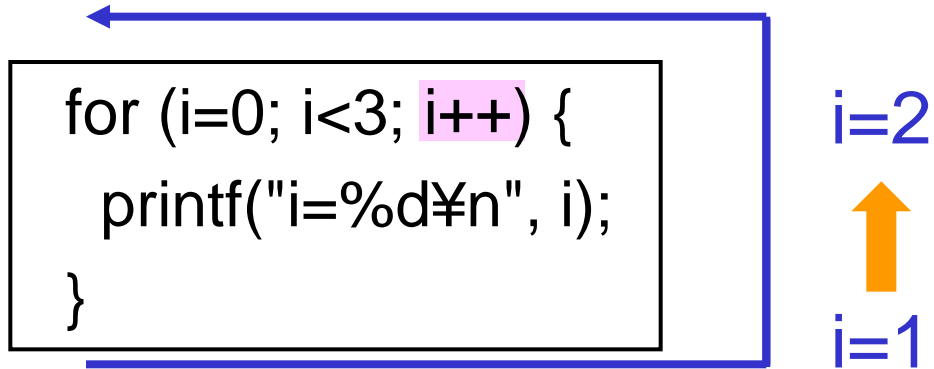 for (i=0; i<3; i++) {
printf("i=%d¥n", i);
}
i=2
i=1